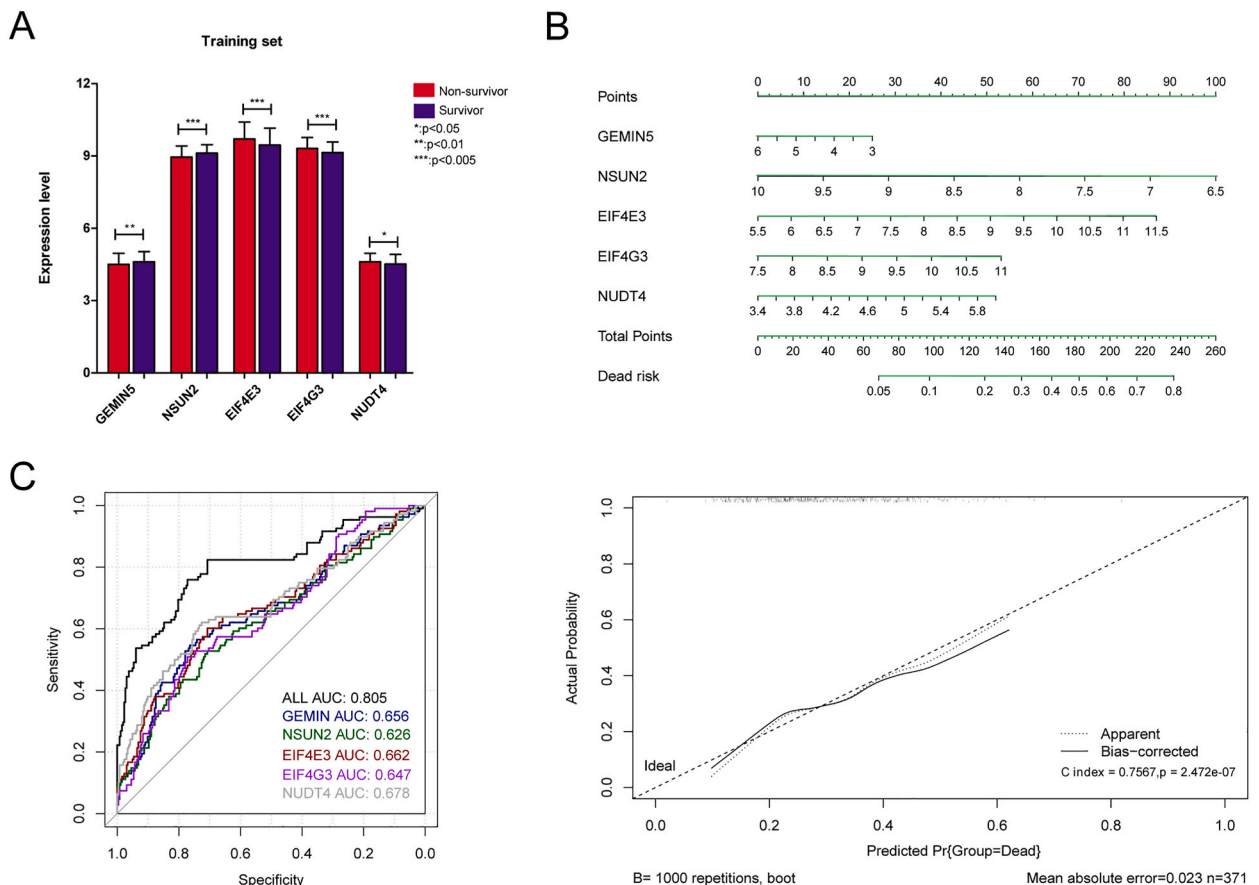 A
Training set
Expression level
12
9
6
3
0
**
***
***
***
*
GEMIN5
NSUN2
EIF4E3
EIF4G3
NUDT4
Non-survivor
Survivor
*:p<0.05
**:p<0.01
***:p<0.005
B
0 10 20 30 40 50 60 70 80 90 100
Points
GEMIN5
6 5 4 3
NSUN2
10 9.5 9 8.5 8 7.5 7 6.5
EIF4E3
5.5 6 6.5 7 7.5 8 8.5 9 9.5 10 10.5 11 11.5
EIF4G3
7.5 8 8.5 9 9.5 10 10.5 11
NUDT4
3.4 3.8 4.2 4.6 5 5.4 5.8
Total Points
0 20 40 60 80 100 120 140 160 180 200 220 240 260
Dead risk
0.05 0.1 0.2 0.3 0.4 0.5 0.6 0.7 0.8
C
Sensitivity
1.0
0.8
0.6
0.4
0.2
0.0
ALL AUC: 0.805
GEMIN AUC: 0.656
NSUN2 AUC: 0.626
EIF4E3 AUC: 0.662
EIF4G3 AUC: 0.647
NUDT4 AUC: 0.678
1.0 0.8 0.6 0.4 0.2 0.0
Specificity
Actual Probability
1.0
0.8
0.6
0.4
0.2
0.0
Ideal
Apparent
Bias-corrected
C index = 0.7567,p = 2.472e-07
0.0 0.2 0.4 0.6 0.8 1.0
Predicted Pr{Group=Dead}
B= 1000 repetitions, boot
Mean absolute error=0.023 n=371